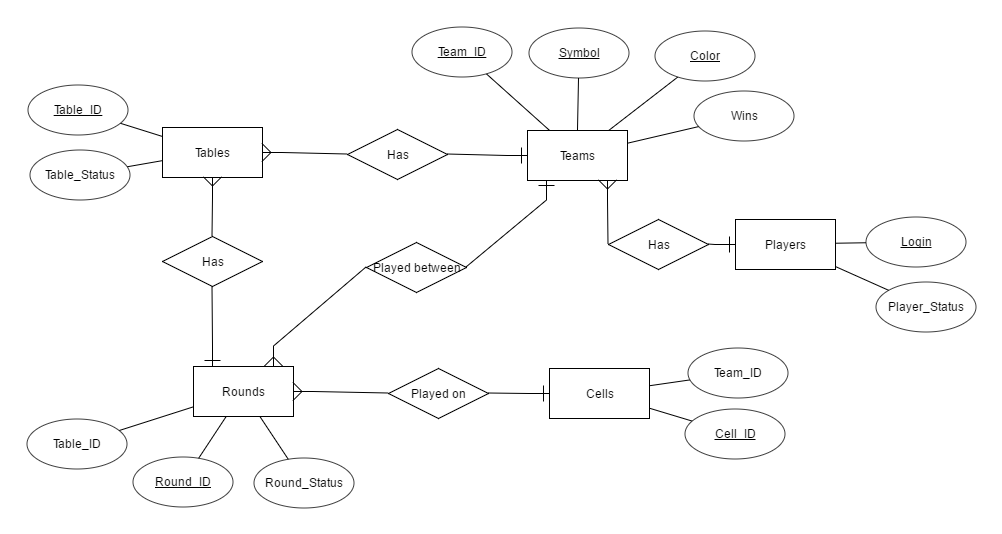 Team_ID
Symbol
Color
Table_ID
Wins
Tables
Has
Teams
Table_Status
Has
Played between
Has
Players
Login
Player_Status
Rounds
Played on
Cells
Team_ID
Table_ID
Cell_ID
Round_ID
Round_Status